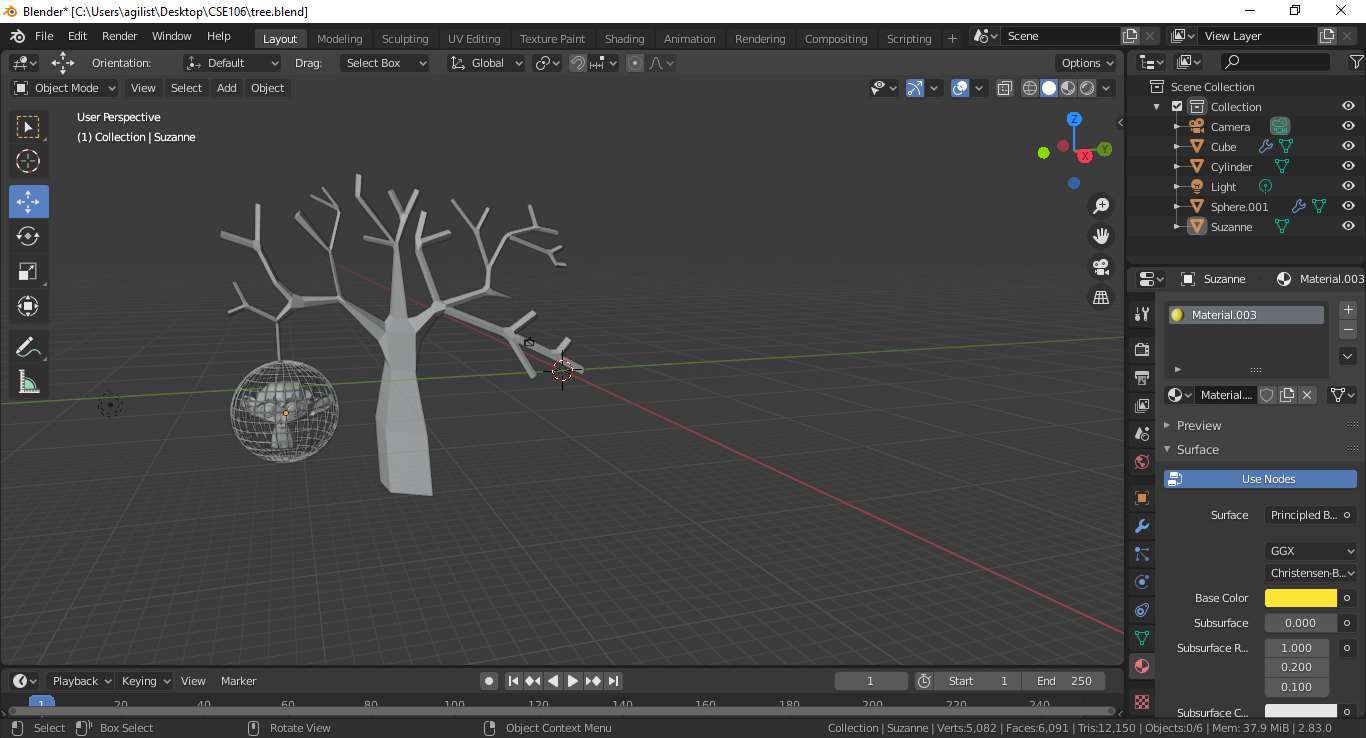 Blender* [C:\Users\agilist\Desktop\CSE106\tree.blend]
File Edit Render Window Help Layout Modeling Sculpting UV Editing Texture Paint Shading Animation Rendering Compositing Scripting + Scene View Layer
Orientation: Default Drag: Select Box Global Options
Object Mode View Select Add Object
User Perspective
(1) Collection | Suzanne
Z
Y
X
Scene Collection
Collection
Camera
Cube
Cylinder
Light
Sphere.001
Suzanne
Suzanne Material.003
Material.003
Material....
Preview
Surface
Use Nodes
Surface Principled B...
GGX
Christensen-B...
Base Color
Subsurface 0.000
Subsurface R... 1.000
0.200
0.100
Subsurface C...
Playback Keying View Marker 1 Start 1 End 250
1 20 40 60 80 100 120 140 160 180 200 220 240
Select Box Select Rotate View Object Context Menu Collection | Suzanne | Verts:5,082 | Faces:6,091 | Tris:12,150 | Objects:0/6 | Mem: 37.9 MiB | 2.83.0